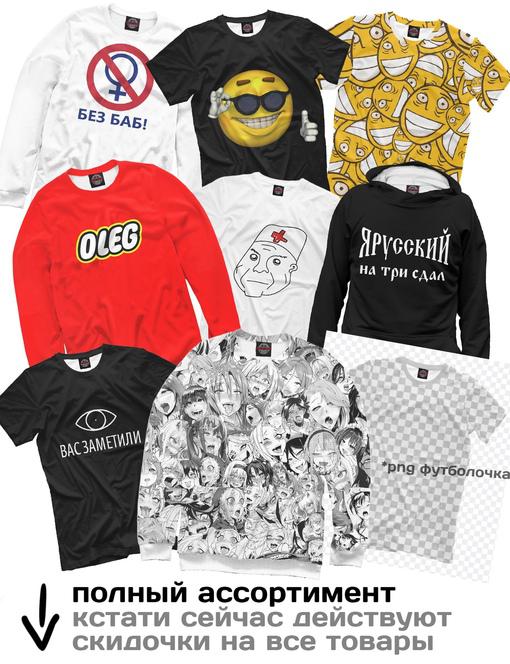 БЕЗ БАБ!
OLEG
ЯРУССКИЙ
НА ТРИ СДАЛ
ВАС ЗАМЕТИЛИ
*png футболочка
полный ассортимент
кстати сейчас действуют
скидочки на все товары